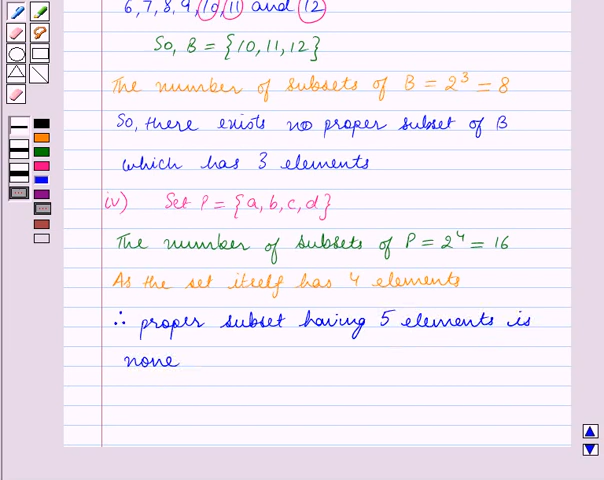 6, 7, 8, 9, 10, 11 and 12
So, B = {10, 11, 12}
The number of subsets of B = 2³ = 8
So, there exists no proper subset of B
which has 3 elements
(iv) Set P = {a, b, c, d}
The number of subsets of P = 2⁴ = 16
As the set itself has 4 elements
∴ proper subset having 5 elements is
none